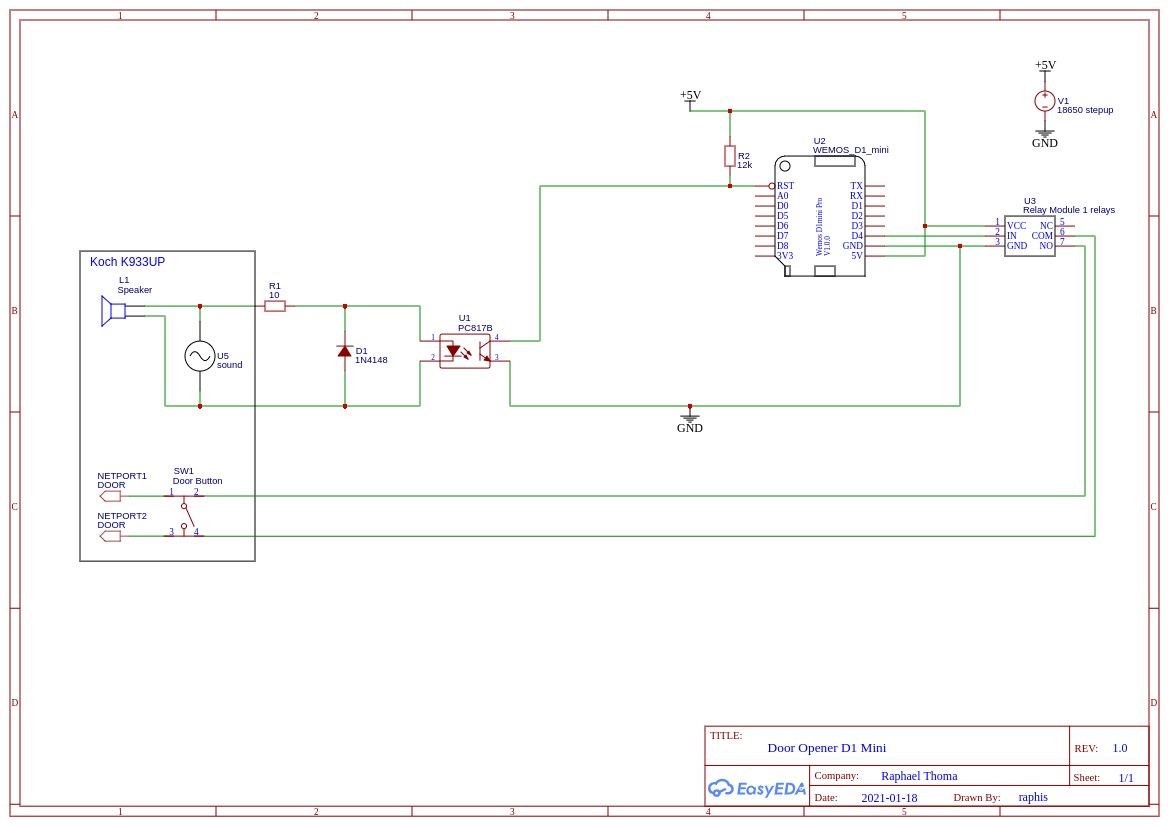 1 2 3 4 5
A A
B B
C C
D D
+5V
V1
18650 stepup
GND
+5V
R2
12k
U2
WEMOS_D1_mini
RST
A0
D0
D5
D6
D7
D8
3V3
Wemos D1mini Pro
V1.0.0
TX
RX
D1
D2
D3
D4
GND
5V
U3
Relay Module 1 relays
1 VCC NC 5
2 IN COM 6
3 GND NO 7
Koch K933UP
L1
Speaker
R1
10
U5
sound
D1
1N4148
U1
PC817B
1 4
2 3
GND
NETPORT1
DOOR
NETPORT2
DOOR
SW1
Door Button
1 2
3 4
TITLE:
Door Opener D1 Mini
REV: 1.0
EasyEDA
Company: Raphael Thoma
Sheet: 1/1
Date: 2021-01-18 Drawn By: raphis
1 2 3 4 5